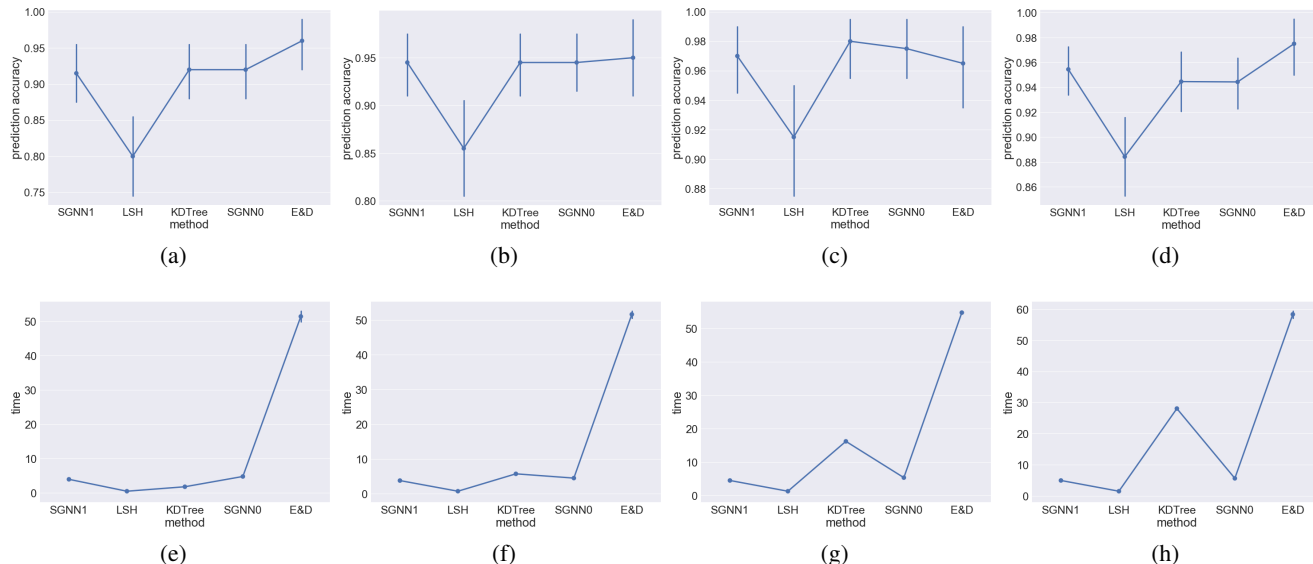 1.00
0.95
0.90
0.85
0.80
0.75
prediction accuracy
SGNN1 LSH KDTree SGNN0 E&D
method
(a)
0.95
0.90
0.85
0.80
prediction accuracy
SGNN1 LSH KDTree SGNN0 E&D
method
(b)
1.00
0.98
0.96
0.94
0.92
0.90
0.88
prediction accuracy
SGNN1 LSH KDTree SGNN0 E&D
method
(c)
1.00
0.98
0.96
0.94
0.92
0.90
0.88
0.86
prediction accuracy
SGNN1 LSH KDTree SGNN0 E&D
method
(d)
50
40
30
20
10
0
time
SGNN1 LSH KDTree SGNN0 E&D
method
(e)
50
40
30
20
10
0
time
SGNN1 LSH KDTree SGNN0 E&D
method
(f)
50
40
30
20
10
0
time
SGNN1 LSH KDTree SGNN0 E&D
method
(g)
60
50
40
30
20
10
0
time
SGNN1 LSH KDTree SGNN0 E&D
method
(h)